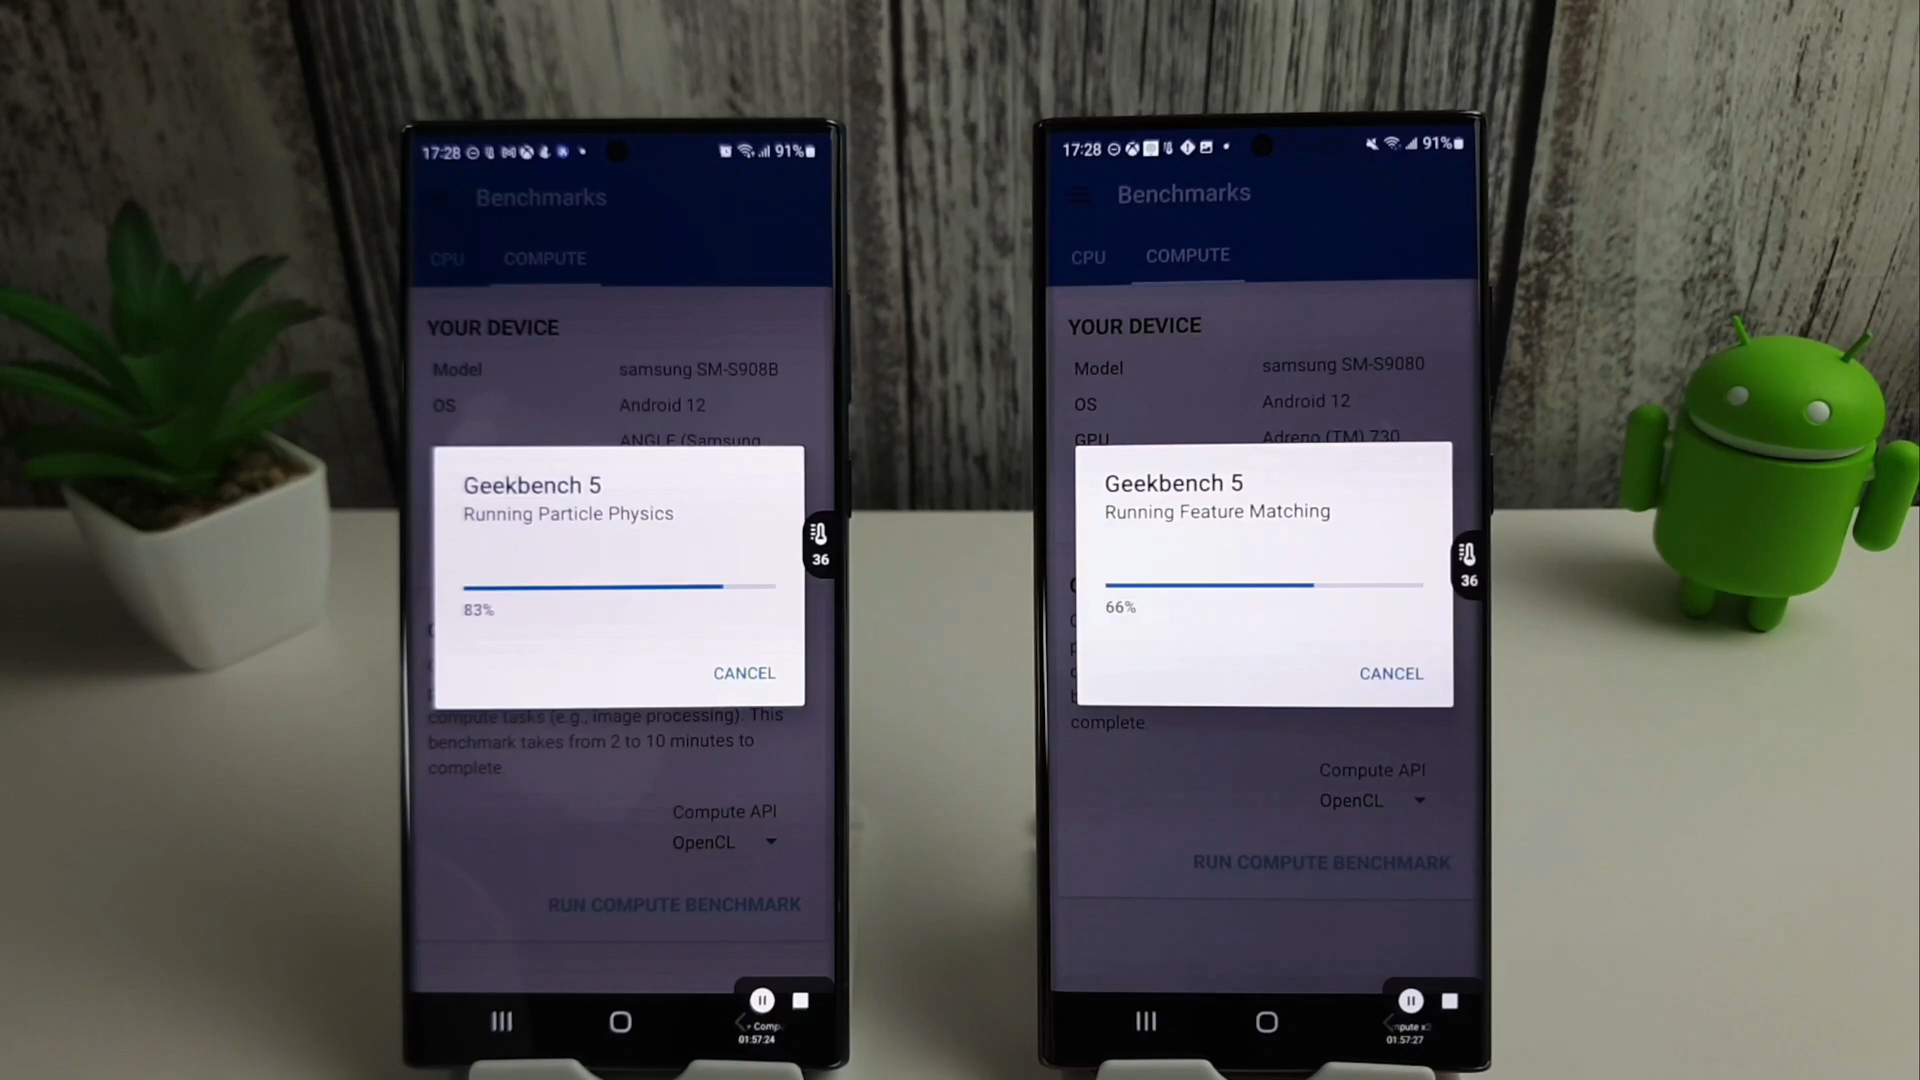 17:28
91%
Benchmarks
CPU
COMPUTE
YOUR DEVICE
Model
samsung SM-S908B
OS
Android 12
ANGLE (Samsung
Geekbench 5
Running Particle Physics
83%
CANCEL
36
compute tasks (e.g., image processing). This
benchmark takes from 2 to 10 minutes to
complete.
Compute API
OpenCL
RUN COMPUTE BENCHMARK
Comp
01:57:24
17:28
91%
Benchmarks
CPU
COMPUTE
YOUR DEVICE
Model
samsung SM-S9080
OS
Android 12
GPU
Adreno (TM) 730
Geekbench 5
Running Feature Matching
66%
CANCEL
36
complete.
Compute API
OpenCL
RUN COMPUTE BENCHMARK
01:57:27